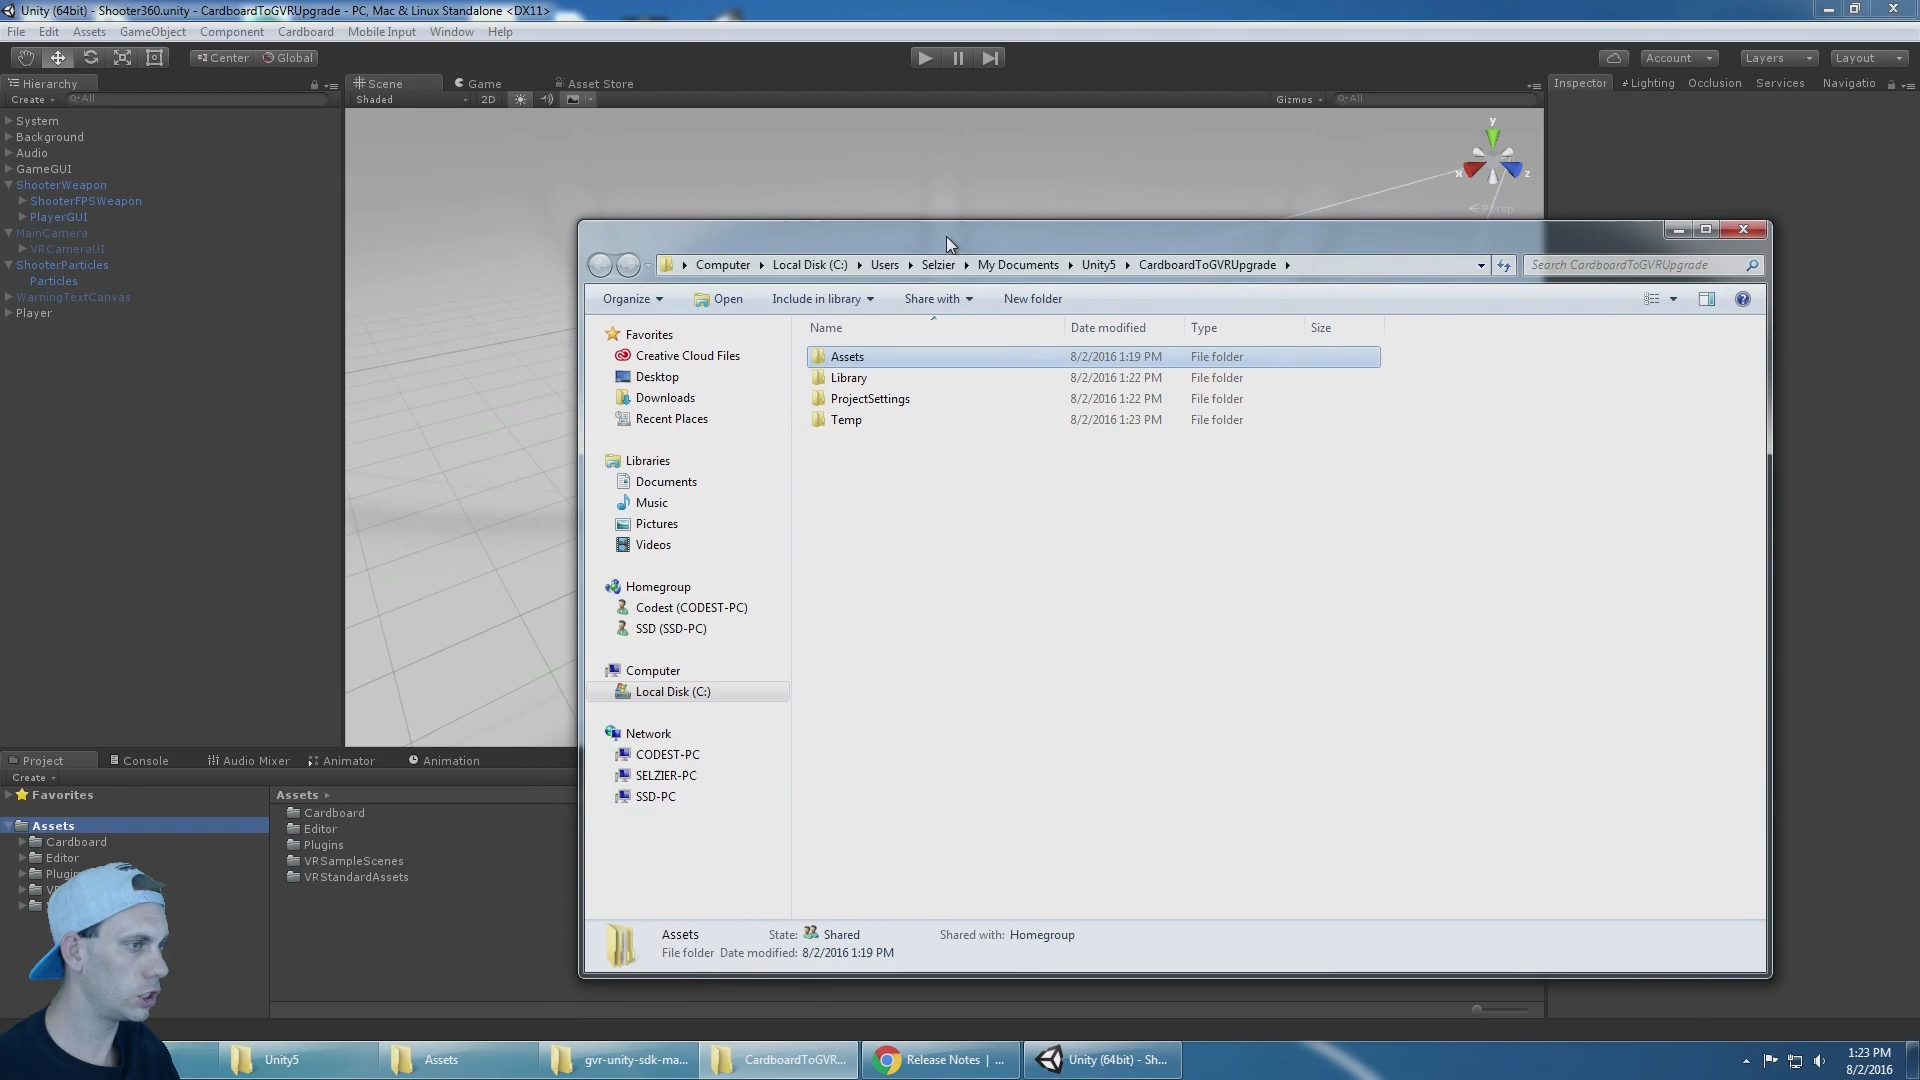 Unity (64bit) - Shooter360.unity - CardboardToGVRUpgrade - PC, Mac & Linux Standalone <DX11>
File Edit Assets GameObject Component Cardboard Mobile Input Window Help
Center Global Account Layers Layout
Hierarchy
Create All
System
Background
Audio
GameGUI
ShooterWeapon
ShooterFPSWeapon
PlayerGUI
MainCamera
VRCameraUI
ShooterParticles
Particles
WarningTextCanvas
Player
Scene Game Asset Store
Shaded 2D Gizmos All
Inspector Lighting Occlusion Services Navigatio
y
x z
Persp
Computer Local Disk (C:) Users Selzier My Documents Unity5 CardboardToGVRUpgrade
Search CardboardToGVRUpgrade
Organize Open Include in library Share with New folder
Favorites
Creative Cloud Files
Desktop
Downloads
Recent Places
Libraries
Documents
Music
Pictures
Videos
Homegroup
Codest (CODEST-PC)
SSD (SSD-PC)
Computer
Local Disk (C:)
Network
CODEST-PC
SELZIER-PC
SSD-PC
Name Date modified Type Size
Assets 8/2/2016 1:19 PM File folder
Library 8/2/2016 1:22 PM File folder
ProjectSettings 8/2/2016 1:22 PM File folder
Temp 8/2/2016 1:23 PM File folder
Assets State: Shared Shared with: Homegroup
File folder Date modified: 8/2/2016 1:19 PM
Project Console Audio Mixer Animator Animation
Create
Favorites
Assets
Cardboard
Editor
Plugin
Assets
Cardboard
Editor
Plugins
VRSampleScenes
VRStandardAssets
Unity5 Assets gvr-unity-sdk-ma... CardboardToGVR... Release Notes | ... Unity (64bit) - Sh...
1:23 PM
8/2/2016